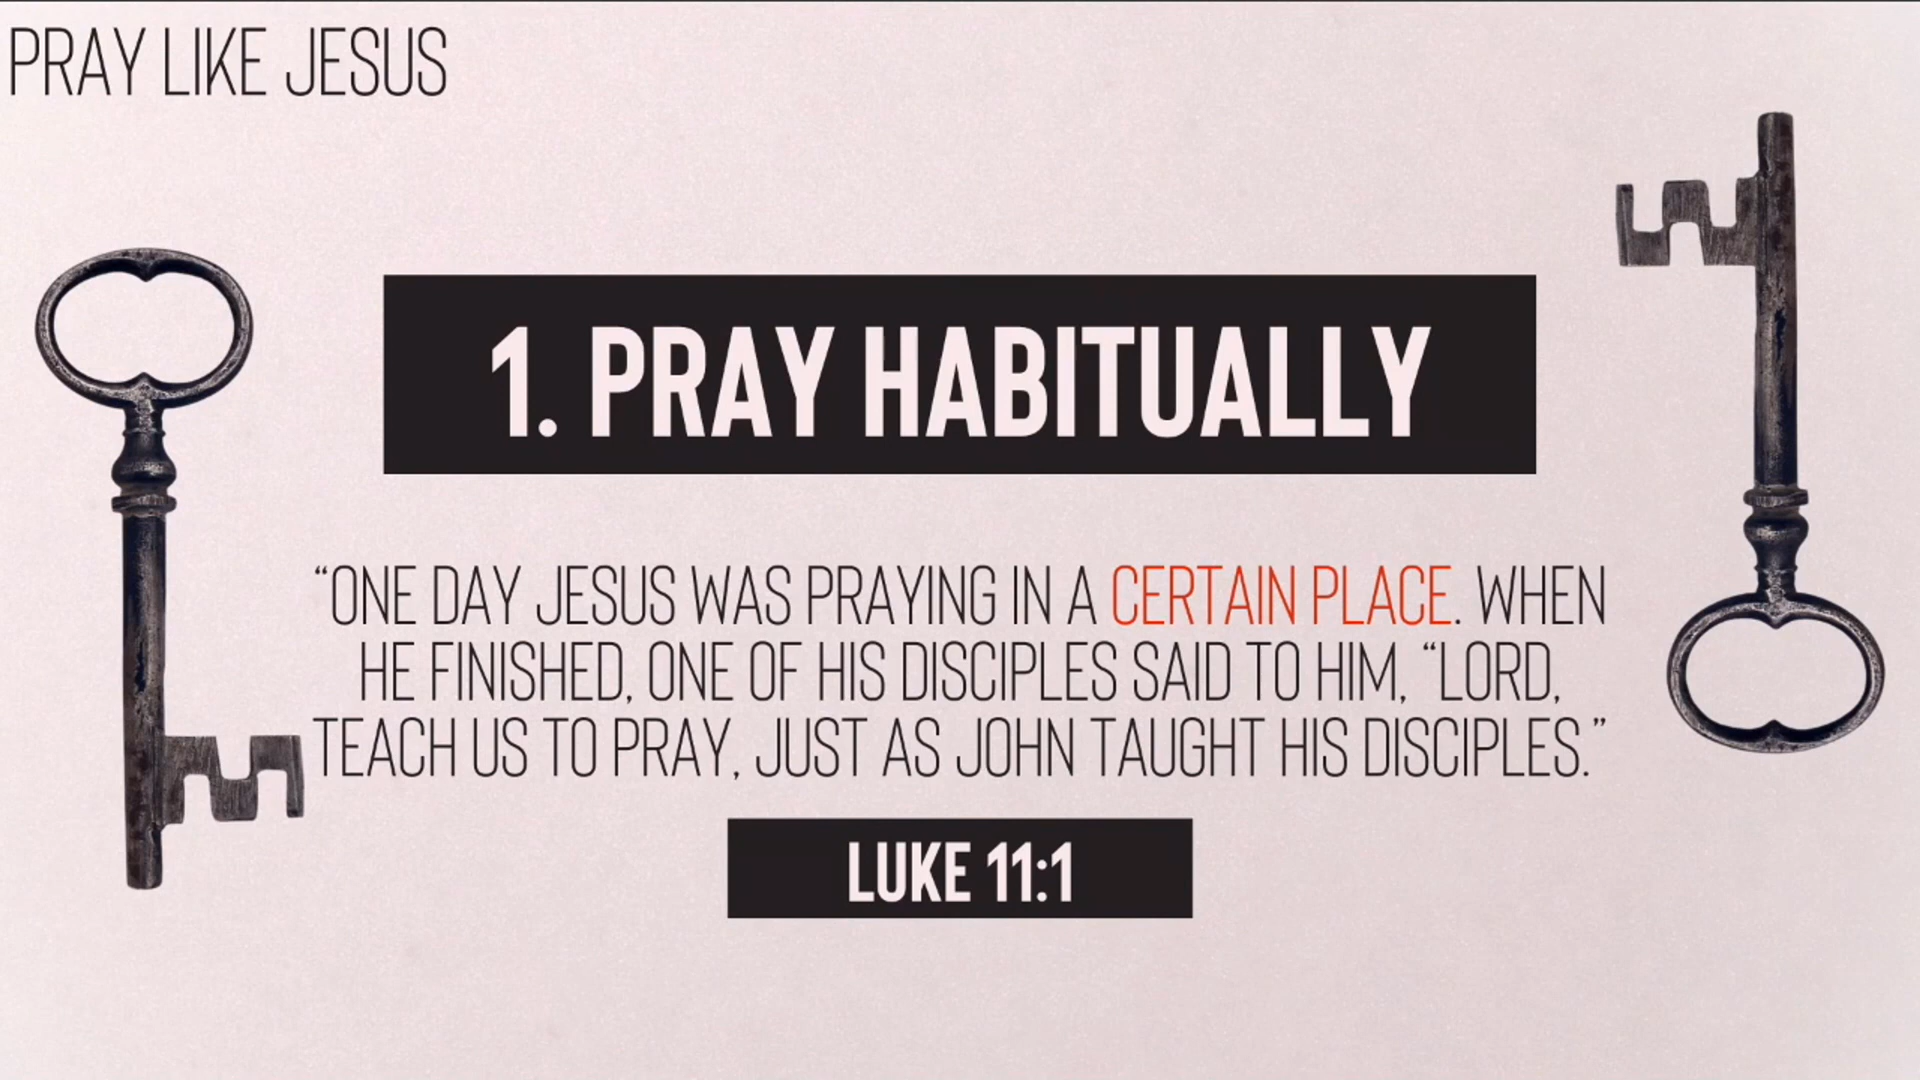 PRAY LIKE JESUS
1. PRAY HABITUALLY
“ONE DAY JESUS WAS PRAYING IN A CERTAIN PLACE. WHEN
HE FINISHED, ONE OF HIS DISCIPLES SAID TO HIM, “LORD,
TEACH US TO PRAY, JUST AS JOHN TAUGHT HIS DISCIPLES.”
LUKE 11:1